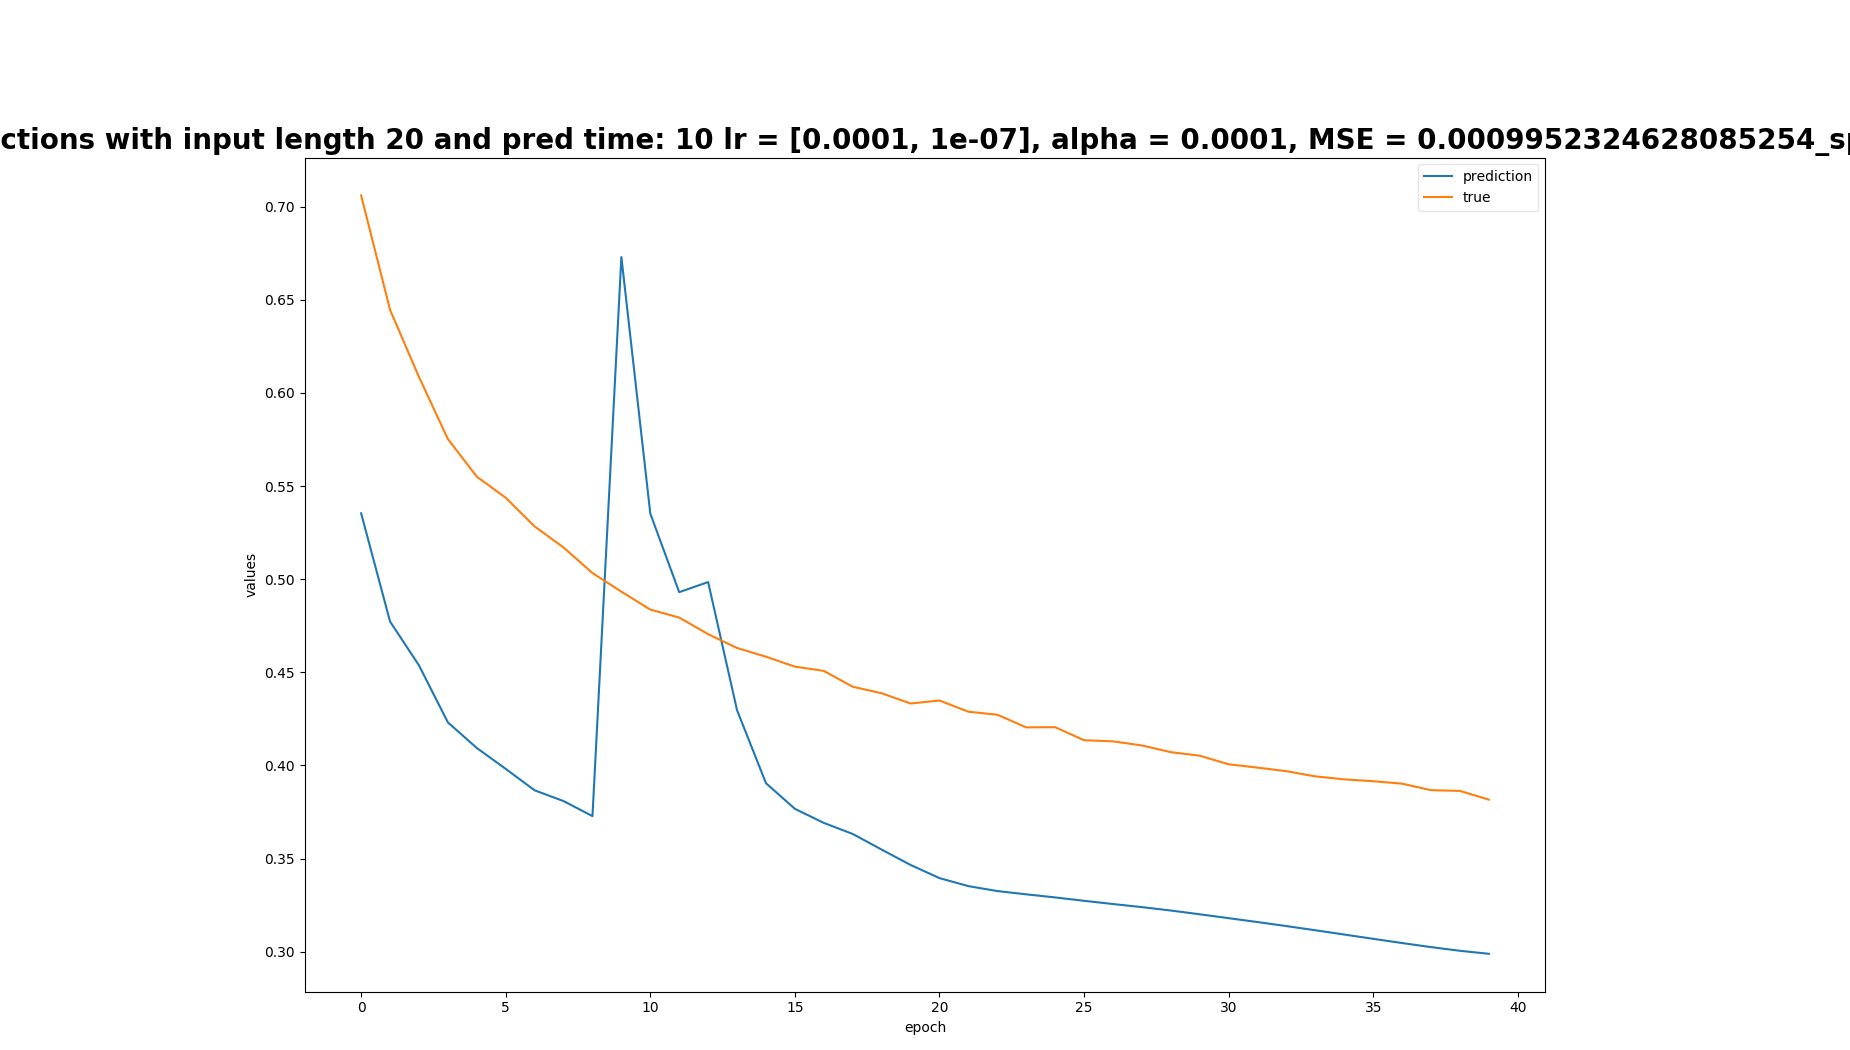 ctions with input length 20 and pred time: 10 lr = [0.0001, 1e-07], alpha = 0.0001, MSE = 0.0009952324628085254_sp
prediction
true
0.70
0.65
0.60
0.55
0.50
0.45
0.40
0.35
0.30
values
0 5 10 15 20 25 30 35 40
epoch